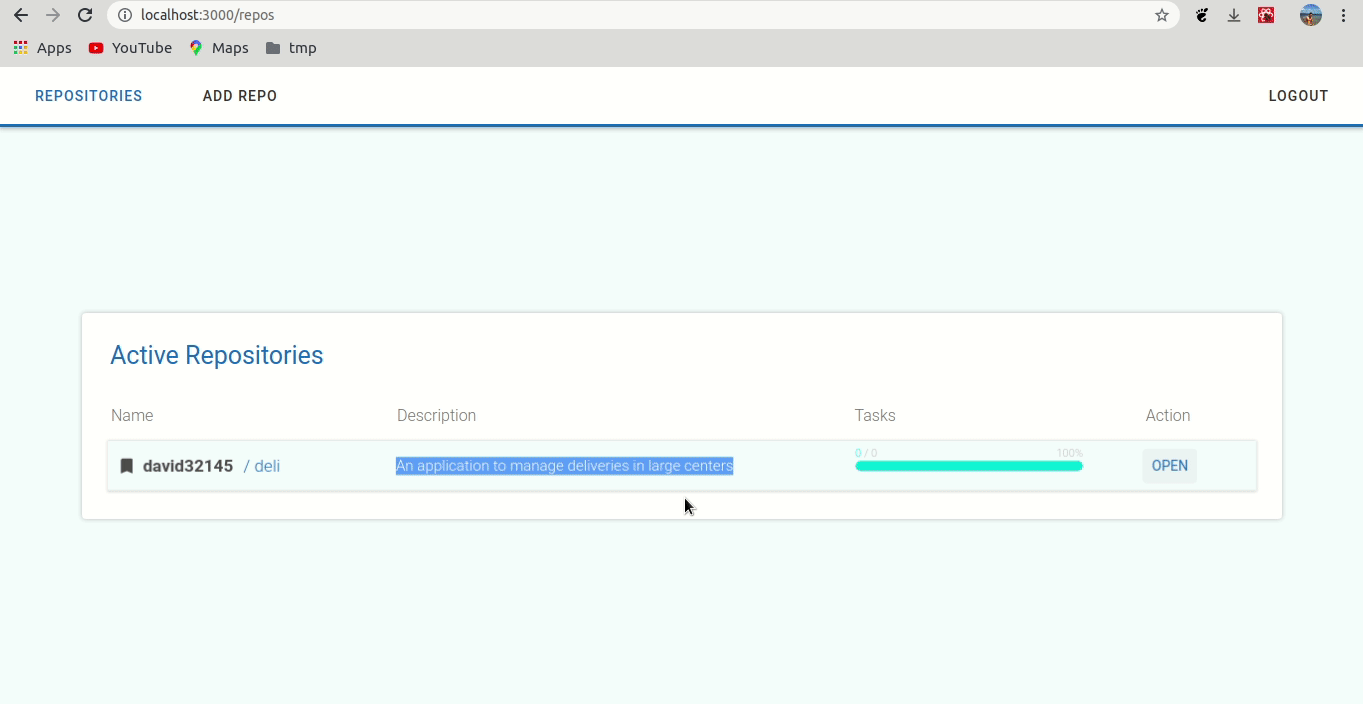 localhost:3000/repos
Apps YouTube Maps tmp
REPOSITORIES ADD REPO LOGOUT
Active Repositories
Name Description Tasks Action
david32145 / deli An application to manage deliveries in large centers 0 / 0 100% OPEN